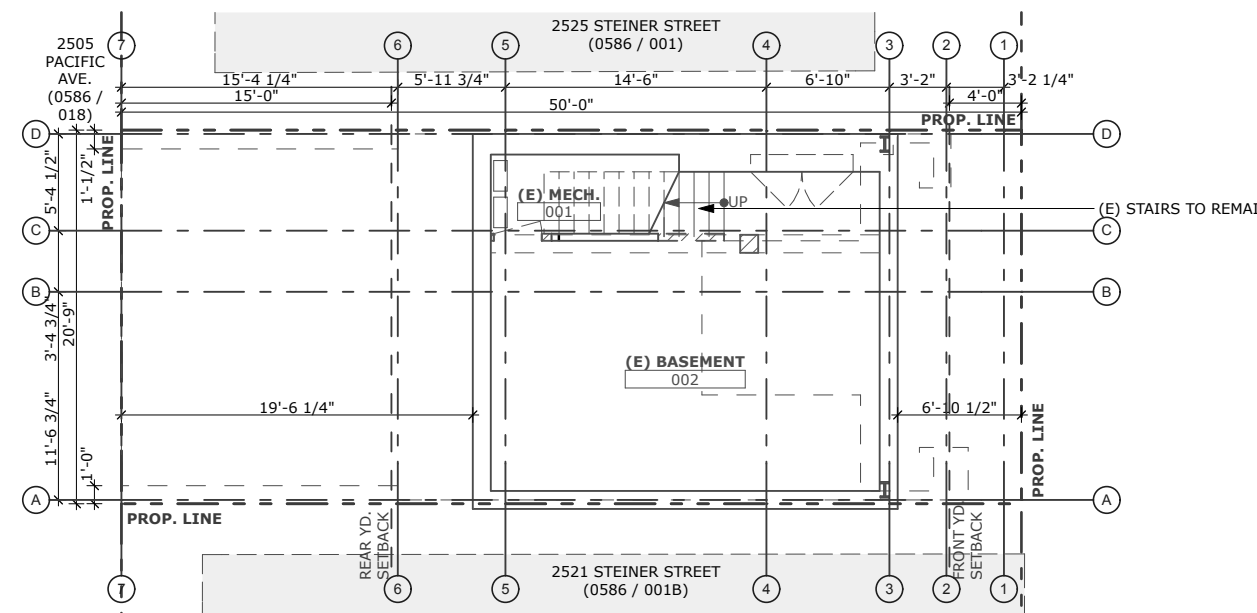 2525 STEINER STREET
(0586 / 001)
2505
PACIFIC
AVE.
(0586 /
018)
7
6
5
4
3
2
1
15'-4 1/4"
5'-11 3/4"
14'-6"
6'-10"
3'-2"
3'-2 1/4"
15'-0"
4'-0"
50'-0"
PROP. LINE
D
D
5'-4 1/2"
1'-1/2"
PROP. LINE
(E) MECH.
001
UP
(E) STAIRS TO REMAI
C
C
B
B
3'-4 3/4"
20'-9"
(E) BASEMENT
002
19'-6 1/4"
6'-10 1/2"
11'-6 3/4"
1'-0"
PROP. LINE
A
A
PROP. LINE
REAR YD.
SETBACK
FRONT YD.
SETBACK
2521 STEINER STREET
(0586 / 001B)
7
6
5
4
3
2
1